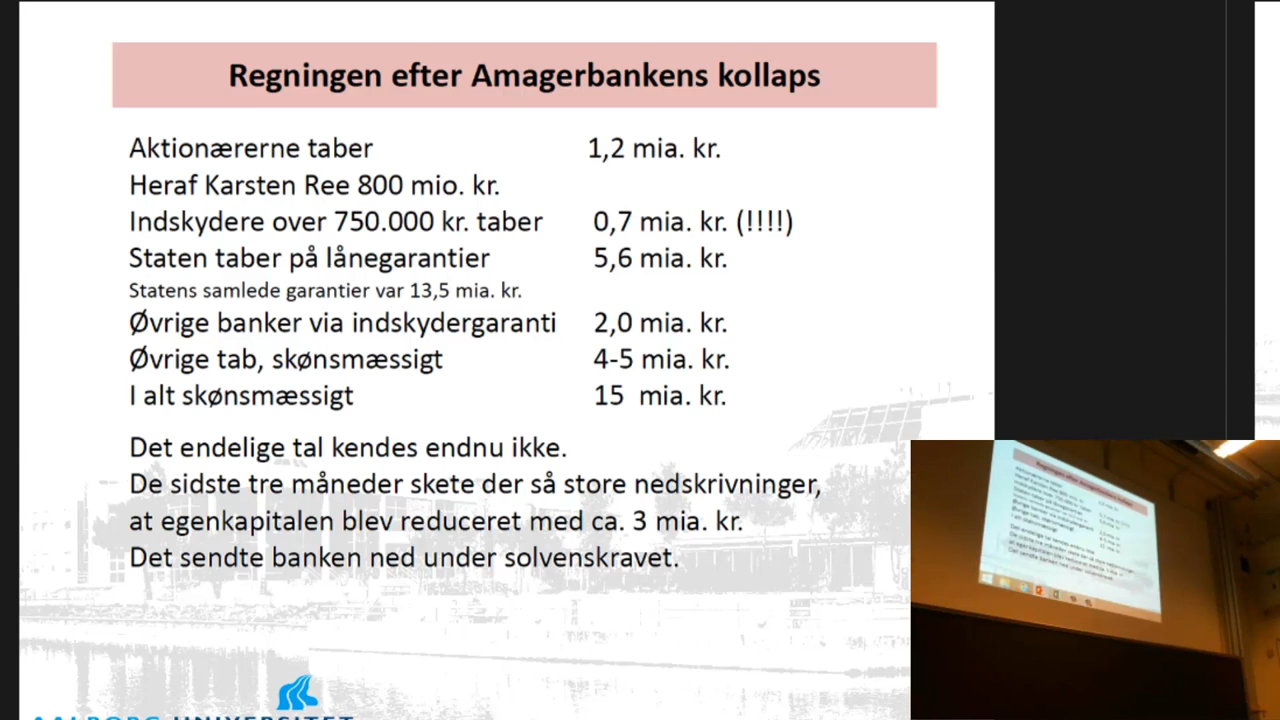 Regningen efter Amagerbankens kollaps
Aktionærerne taber 1,2 mia. kr.
Heraf Karsten Ree 800 mio. kr.
Indskydere over 750.000 kr. taber 0,7 mia. kr. (!!!!)
Staten taber på lånegarantier 5,6 mia. kr.
Statens samlede garantier var 13,5 mia. kr.
Øvrige banker via indskydergaranti 2,0 mia. kr.
Øvrige tab, skønsmæssigt 4-5 mia. kr.
I alt skønsmæssigt 15 mia. kr.
Det endelige tal kendes endnu ikke.
De sidste tre måneder skete der så store nedskrivninger,
at egenkapitalen blev reduceret med ca. 3 mia. kr.
Det sendte banken ned under solvenskravet.
AALBORG UNIVERSITET